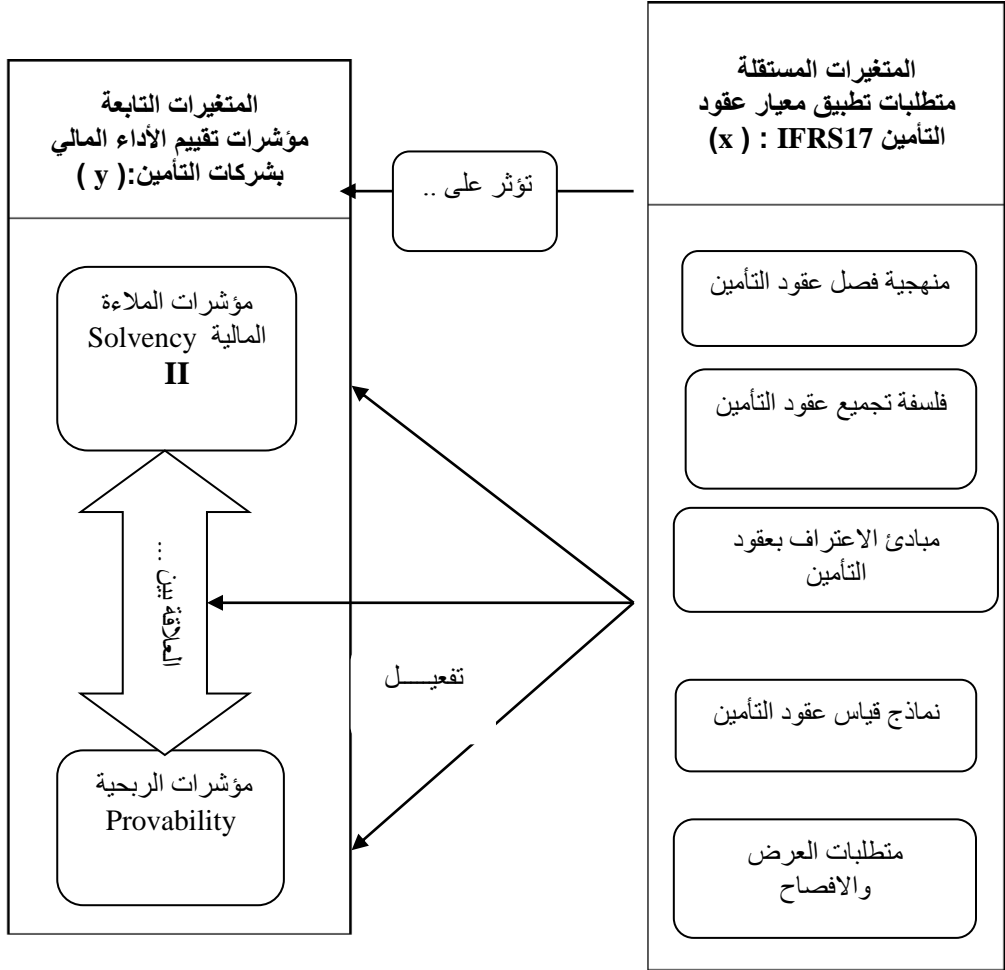 المتغيرات المستقلة
متطلبات تطبيق معيار عقود
التأمين IFRS17 : ( x)
منهجية فصل عقود التأمين
فلسفة تجميع عقود التأمين
مبادئ الاعتراف بعقود
التأمين
نماذج قياس عقود التأمين
متطلبات العرض
والافصاح
تؤثر على ..
تفعيـــــل
المتغيرات التابعة
مؤشرات تقييم الأداء المالي
بشركات التأمين:( y )
مؤشرات الملاءة
المالية Solvency
II
العلاقة بين ...
مؤشرات الربحية
Provability